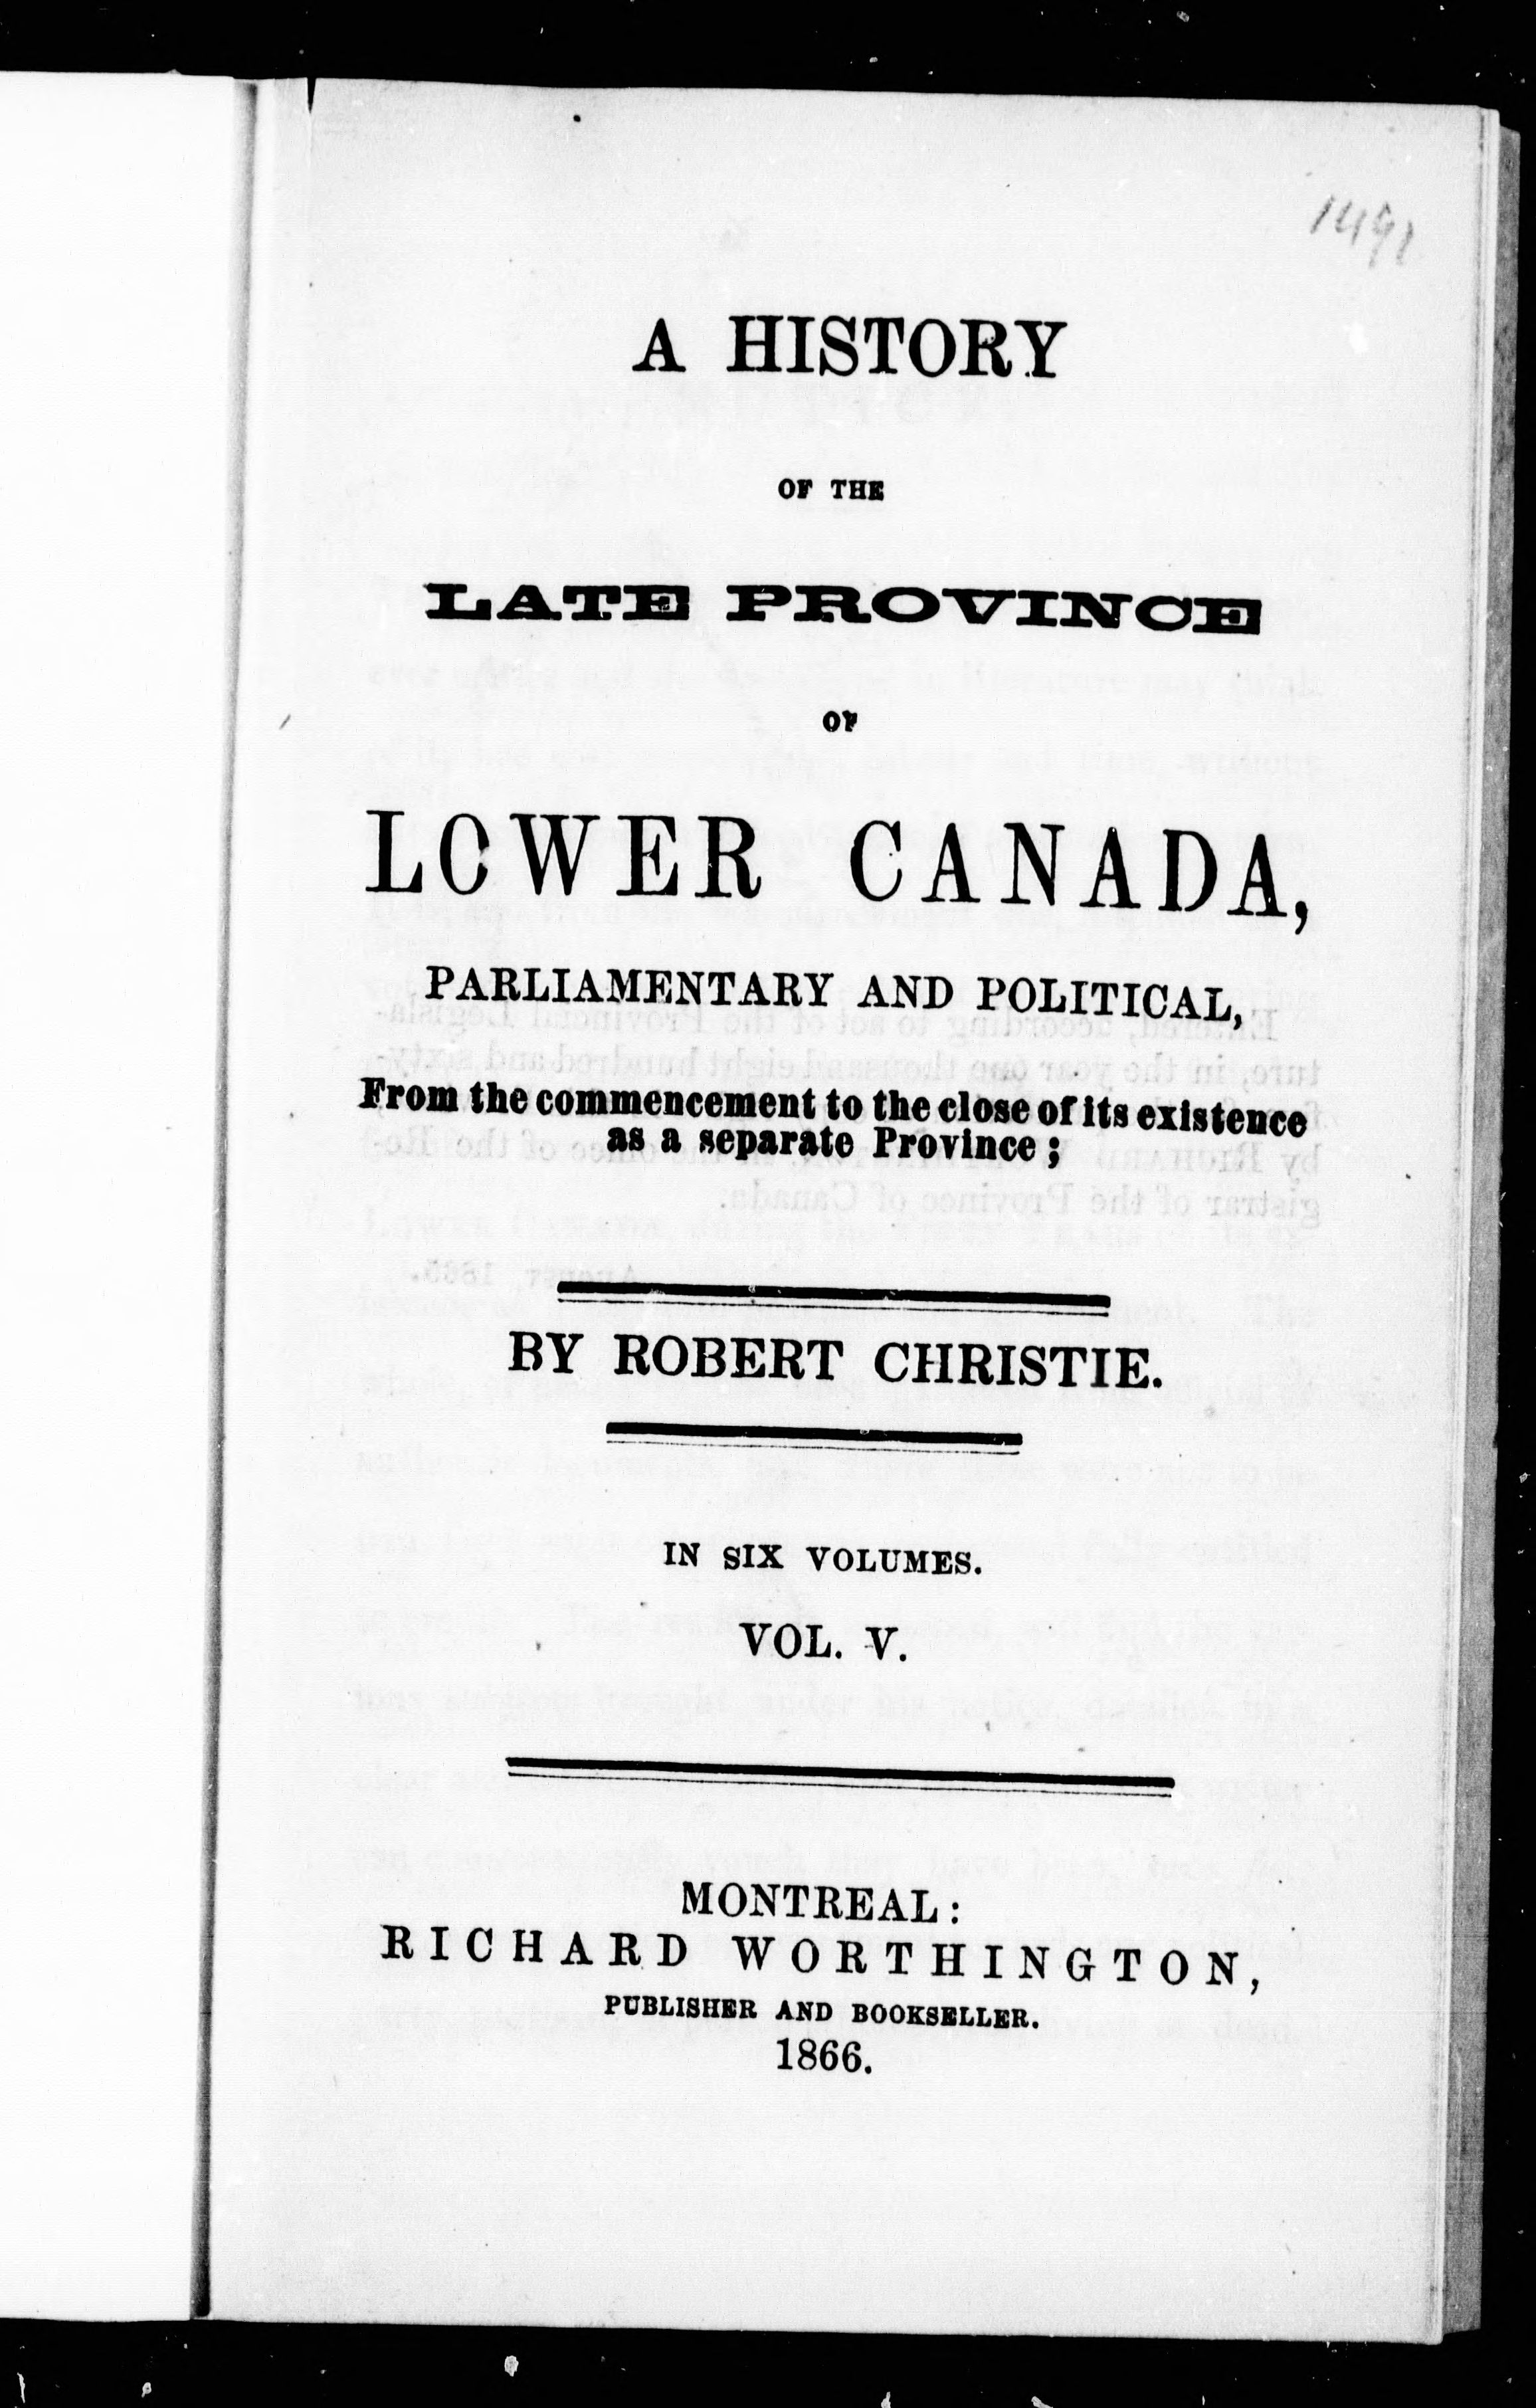 1491
A HISTORY
OF THE
LATE PROVINCE
OF
LOWER CANADA,
PARLIAMENTARY AND POLITICAL,
From the commencement to the close of its existence
as a separate Province;
BY ROBERT CHRISTIE.
IN SIX VOLUMES.
VOL. V.
MONTREAL:
RICHARD WORTHINGTON,
PUBLISHER AND BOOKSELLER.
1866.